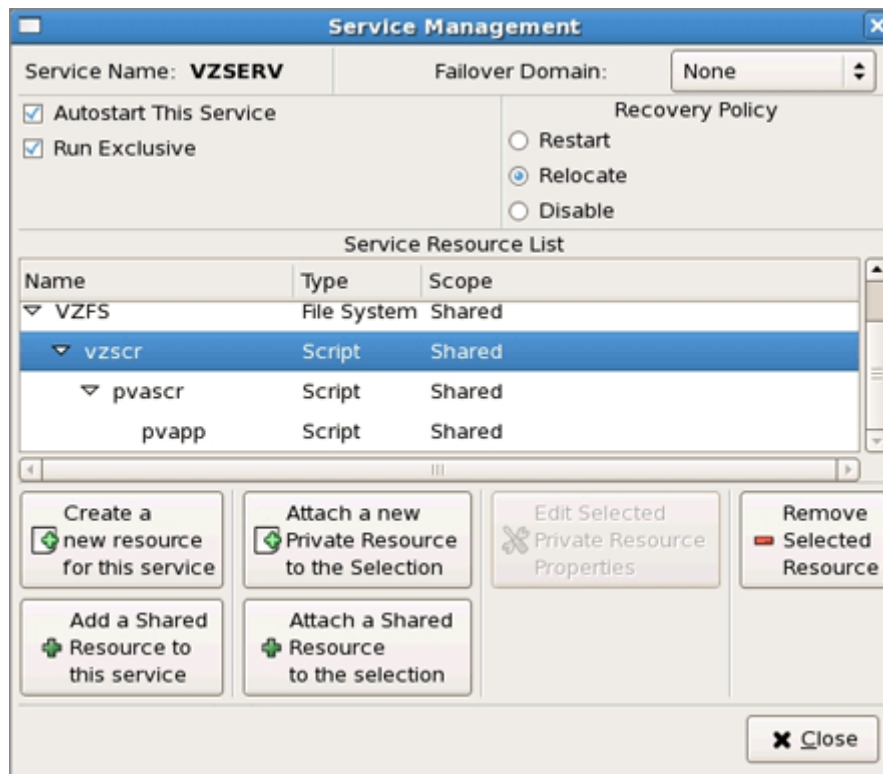 Service Management
Service Name: VZSERV
Failover Domain:
None
Autostart This Service
Run Exclusive
Recovery Policy
Restart
Relocate
Disable
Service Resource List
Name Type Scope
VZFS File System Shared
vzscr Script Shared
pvascr Script Shared
pvapp Script Shared
Create a
new resource
for this service
Attach a new
Private Resource
to the Selection
Edit Selected
Private Resource
Properties
Remove
Selected
Resource
Add a Shared
Resource to
this service
Attach a Shared
Resource
to the selection
Close